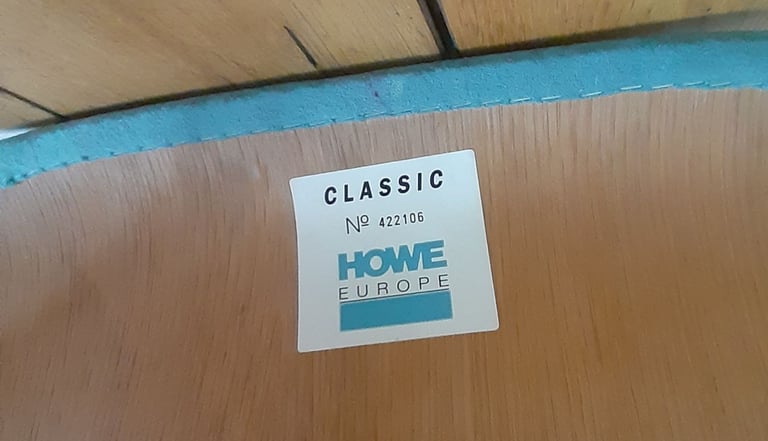 CLASSIC
Nº 422106
HOWE
EUROPE